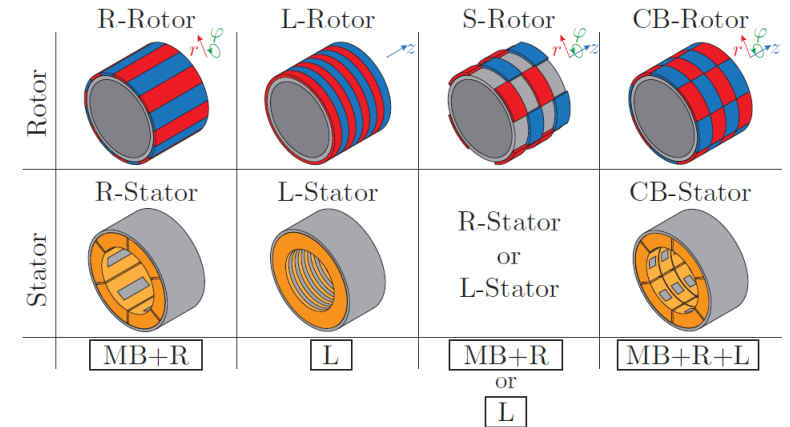 R-Rotor L-Rotor S-Rotor CB-Rotor
Rotor
r φ
z
r φ z
r φ z
R-Stator L-Stator CB-Stator
Stator
R-Stator
or
L-Stator
MB+R L MB+R MB+R+L
or
L